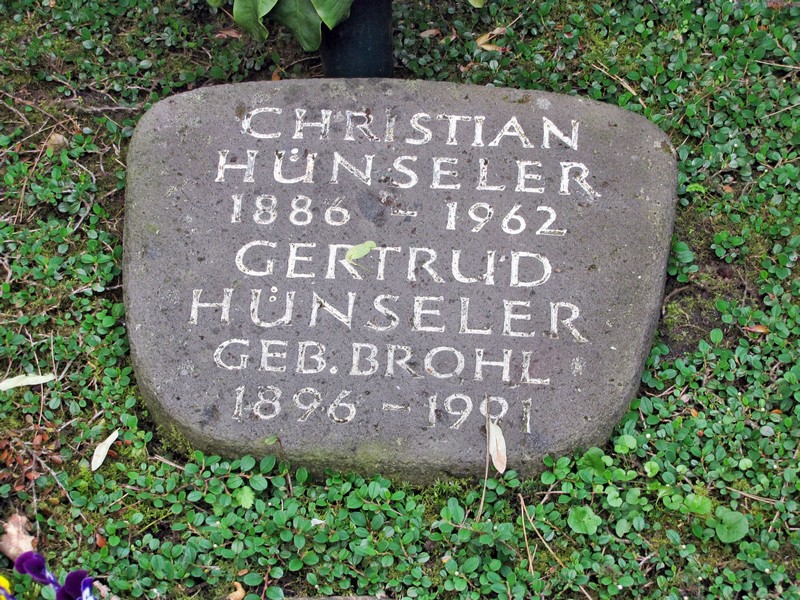 CHRISTIAN
HÜNSELER
1886 – 1962
GERTRUD
HÜNSELER
GEB. BROHL
1896 – 1991